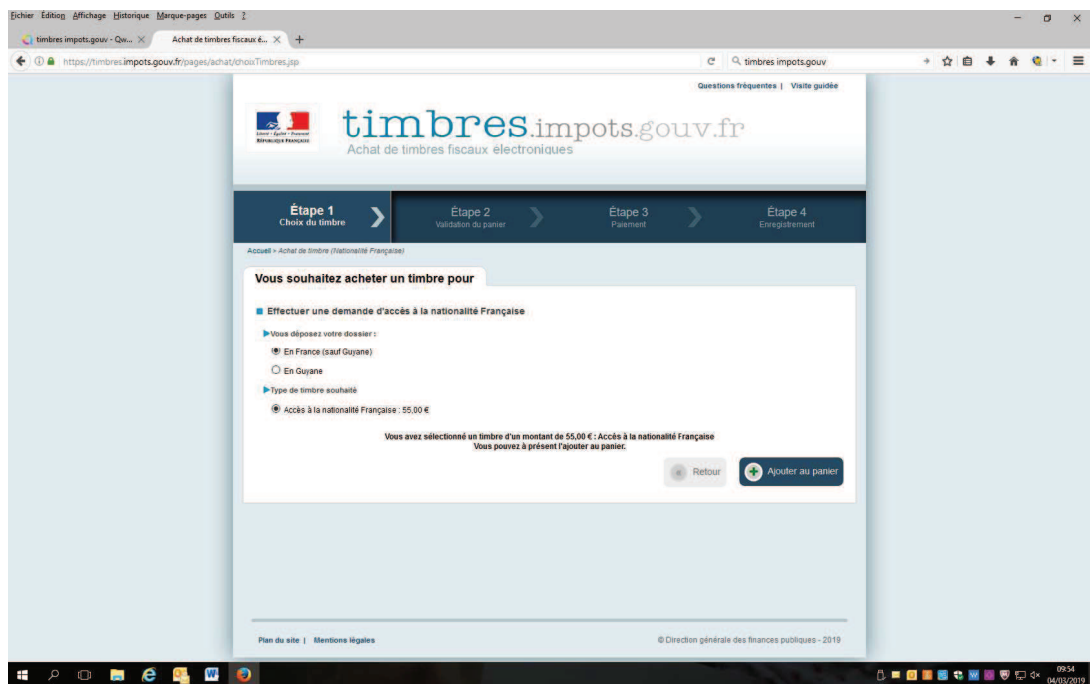 Fichier Édition Affichage Historique Marque-pages Outils ?
timbres impots.gouv - Qw... Achat de timbres fiscaux é...
https://timbres.impots.gouv.fr/pages/achat/choixTimbres.jsp timbres impots.gouv
Questions fréquentes | Visite guidée
Liberté • Égalité • Fraternité
RÉPUBLIQUE FRANÇAISE
timbres.impots.gouv.fr
Achat de timbres fiscaux électroniques
Étape 1 Étape 2 Étape 3 Étape 4
Choix du timbre Validation du panier Paiement Enregistrement
Accueil > Achat de timbre (Nationalité Française)
Vous souhaitez acheter un timbre pour
Effectuer une demande d'accès à la nationalité Française
Vous déposez votre dossier :
En France (sauf Guyane)
En Guyane
Type de timbre souhaité
Accès à la nationalité Française : 55,00 €
Vous avez sélectionné un timbre d'un montant de 55,00 € : Accès à la nationalité Française
Vous pouvez à présent l'ajouter au panier.
Retour Ajouter au panier
Plan du site | Mentions légales © Direction générale des finances publiques - 2019
09:54
04/03/2019